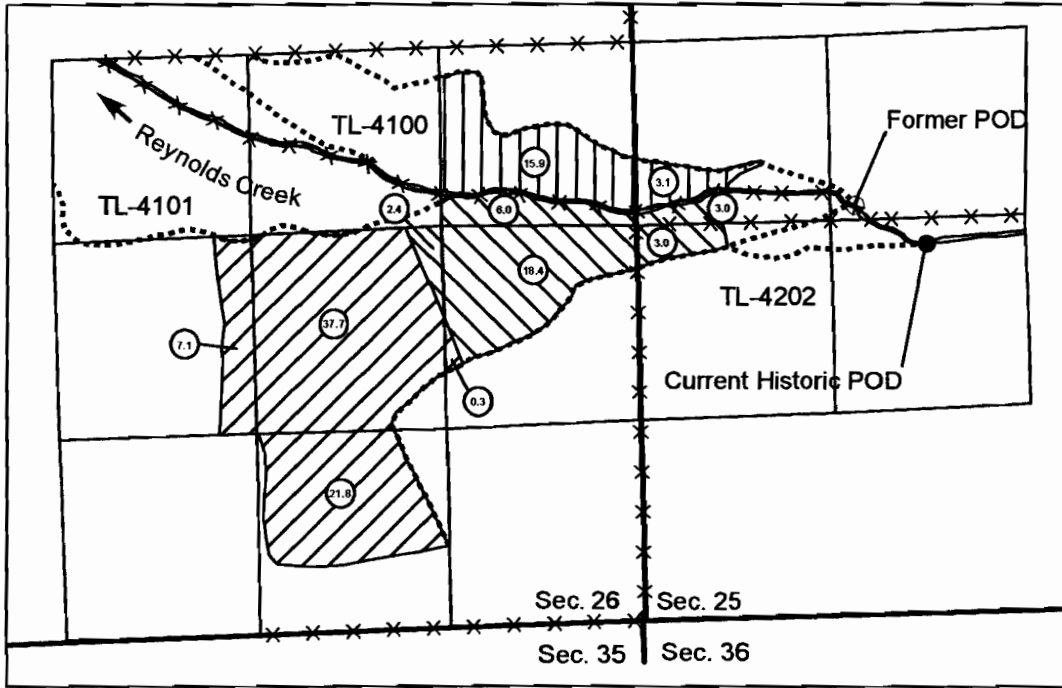 Former POD
TL-4100
Reynolds Creek
15.9
3.1
TL-4101
2.4
6.0
3.0
3.0
18.4
TL-4202
37.7
7.1
Current Historic POD
0.3
21.8
Sec. 26
Sec. 25
Sec. 35
Sec. 36